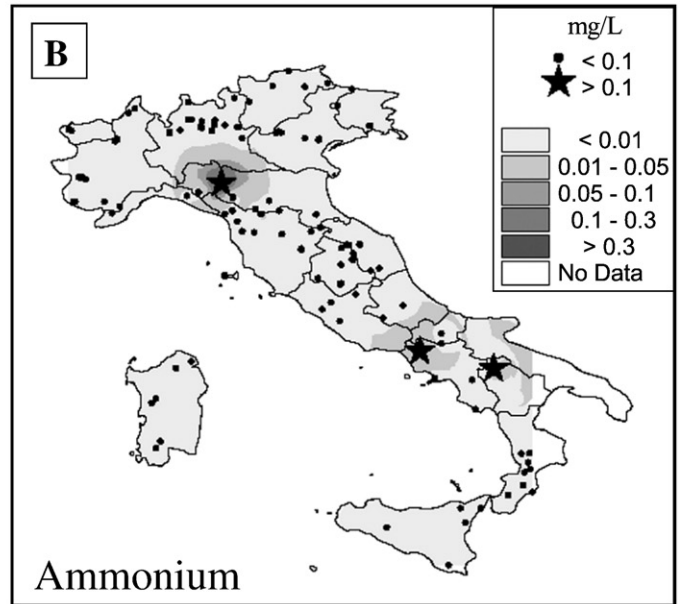 B
mg/L
< 0.1
> 0.1
< 0.01
0.01 - 0.05
0.05 - 0.1
0.1 - 0.3
> 0.3
No Data
Ammonium